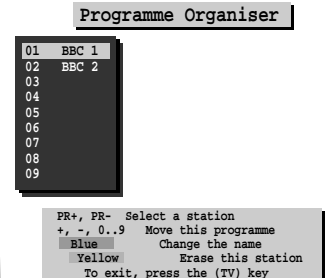 Programme Organiser
01 BBC 1
02 BBC 2
03
04
05
06
07
08
09
PR+, PR- Select a station
+, -, 0..9 Move this programme
Blue Change the name
Yellow Erase this station
To exit, press the (TV) key